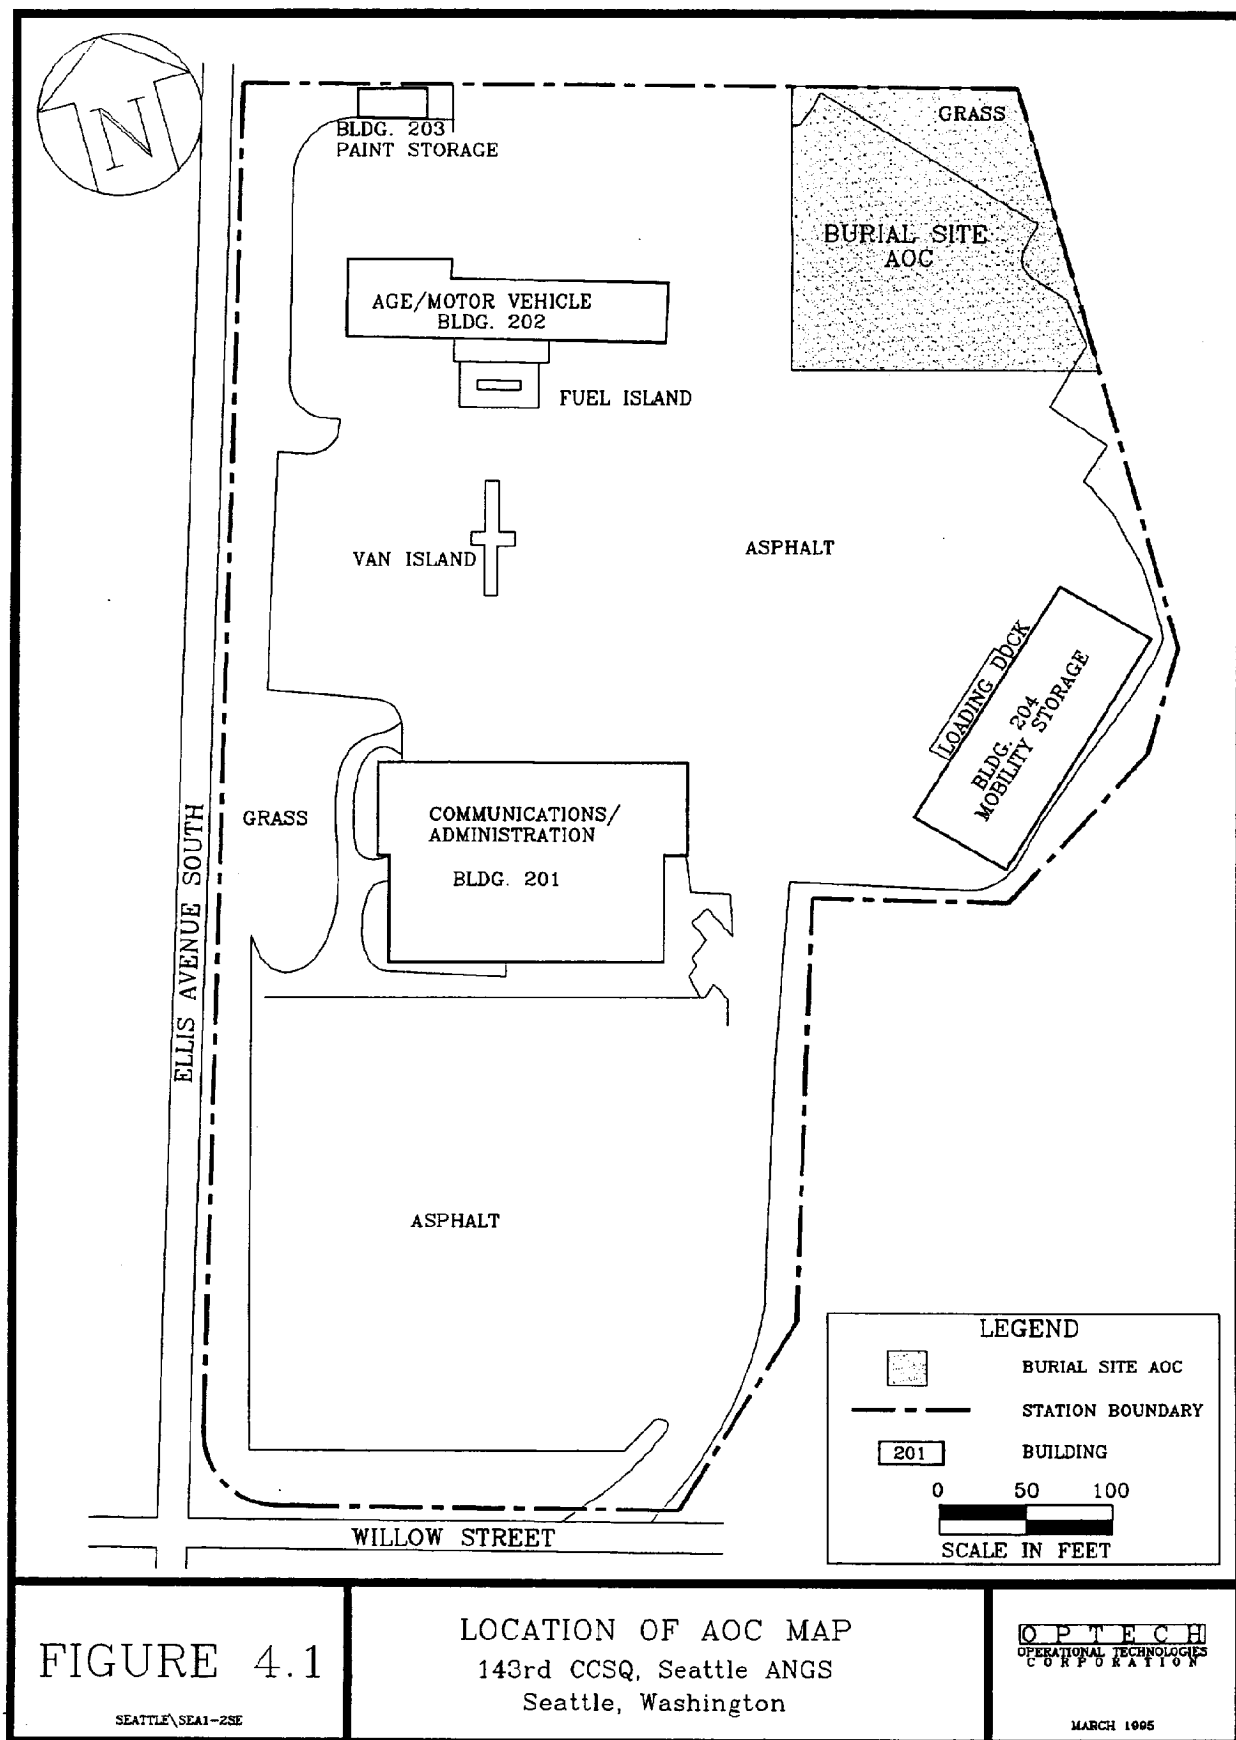 N
BLDG. 203
PAINT STORAGE
GRASS
BURIAL SITE
AOC
AGE/MOTOR VEHICLE
BLDG. 202
FUEL ISLAND
VAN ISLAND
ASPHALT
LOADING DOCK
BLDG. 204
MOBILITY STORAGE
GRASS
COMMUNICATIONS/
ADMINISTRATION
BLDG. 201
ELLIS AVENUE SOUTH
ASPHALT
WILLOW STREET
LEGEND
BURIAL SITE AOC
STATION BOUNDARY
201 BUILDING
0 50 100
SCALE IN FEET
FIGURE 4.1
SEATTLE\SEA1-2SE
LOCATION OF AOC MAP
143rd CCSQ, Seattle ANGS
Seattle, Washington
OPTECH
OPERATIONAL TECHNOLOGIES
CORPORATION
MARCH 1995